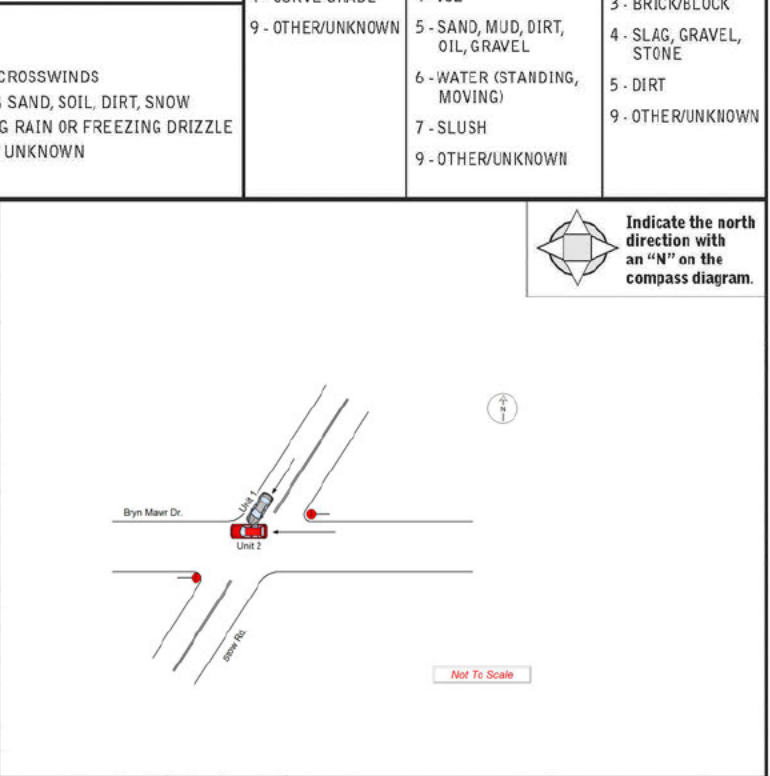 CROSSWINDS
SAND, SOIL, DIRT, SNOW
RAIN OR FREEZING DRIZZLE
UNKNOWN
9 - OTHER/UNKNOWN
5 - SAND, MUD, DIRT,
OIL, GRAVEL
6 - WATER (STANDING,
MOVING)
7 - SLUSH
9 - OTHER/UNKNOWN
3 - BRICK/BLOCK
4 - SLAG, GRAVEL,
STONE
5 - DIRT
9 - OTHER/UNKNOWN
Indicate the north
direction with
an “N” on the
compass diagram.
N
Bryn Mawr Dr.
Unit 1
Unit 2
Stow Rd.
Not To Scale